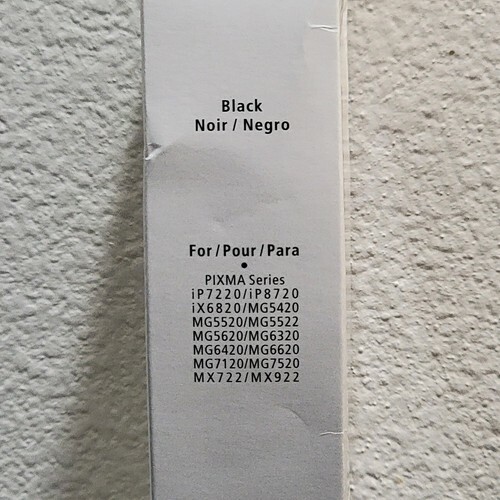 Black
Noir / Negro
For / Pour / Para
•
PIXMA Series
iP7220/iP8720
iX6820/MG5420
MG5520/MG5522
MG5620/MG6320
MG6420/MG6620
MG7120/MG7520
MX722/MX922